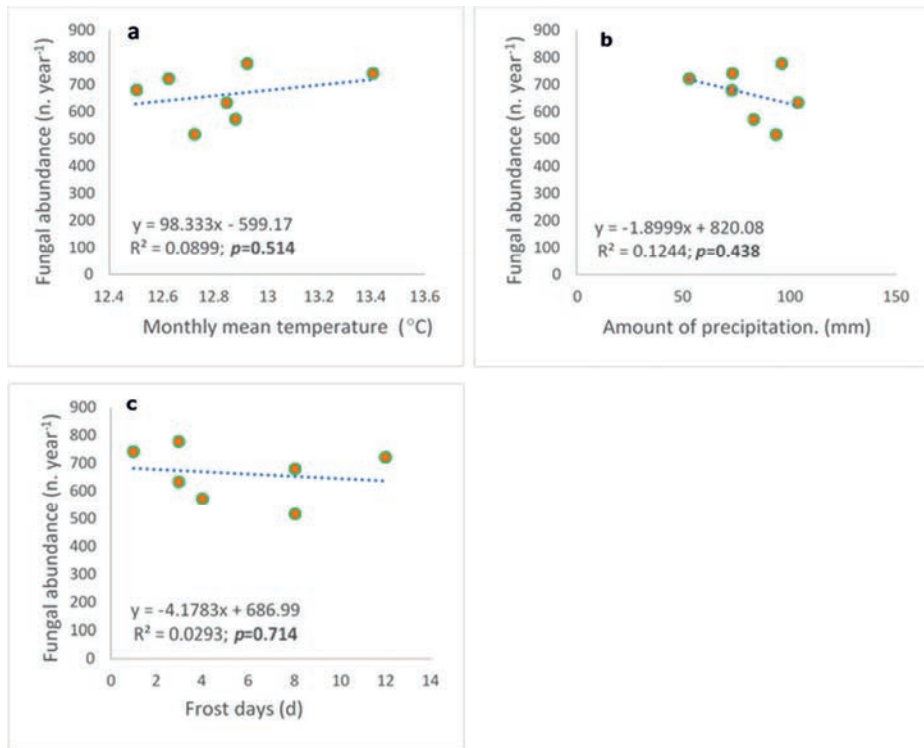 a
Fungal abundance (n. year⁻¹)
900
800
700
600
500
400
300
200
100
0
y = 98.333x - 599.17
R² = 0.0899; p=0.514
12.4 12.6 12.8 13 13.2 13.4 13.6
Monthly mean temperature (°C)
b
Fungal abundance (n. year⁻¹)
900
800
700
600
500
400
300
200
100
0
y = -1.8999x + 820.08
R² = 0.1244; p=0.438
0 50 100 150
Amount of precipitation. (mm)
c
Fungal abundance (n. year⁻¹)
900
800
700
600
500
400
300
200
100
0
y = -4.1783x + 686.99
R² = 0.0293; p=0.714
0 2 4 6 8 10 12 14
Frost days (d)